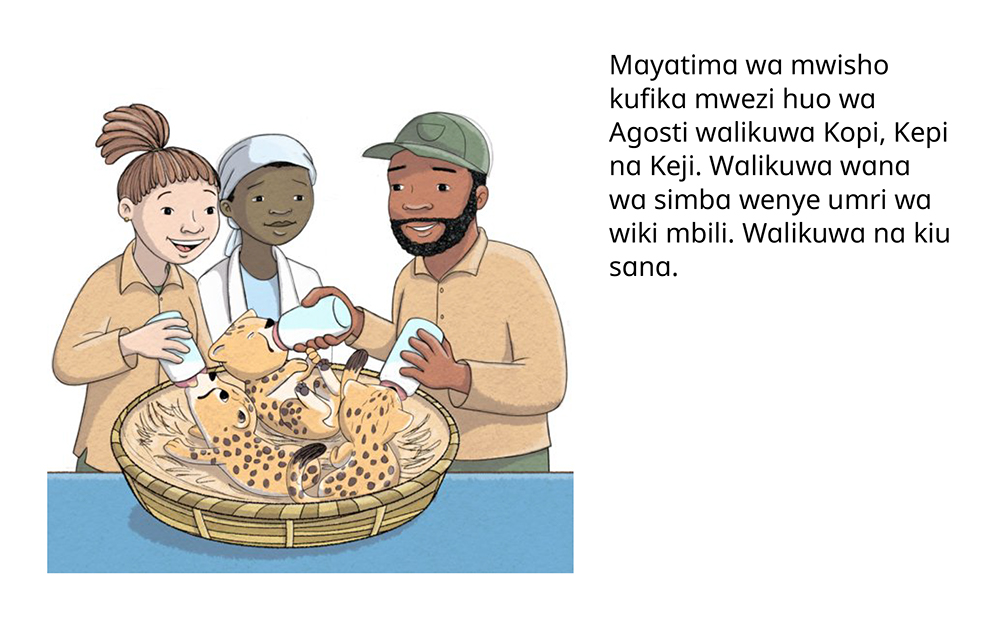 Mayatima wa mwisho
kufika mwezi huo wa
Agosti walikuwa Kopi, Kepi
na Keji. Walikuwa wana
wa simba wenye umri wa
wiki mbili. Walikuwa na kiu
sana.